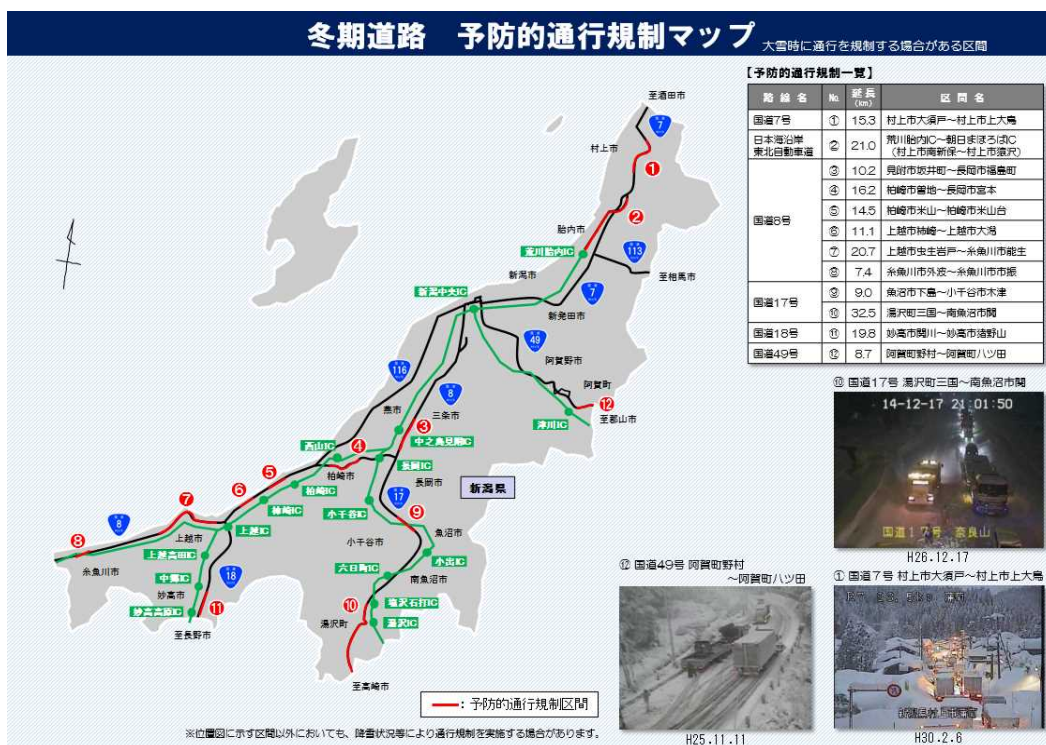 冬期道路 予防的通行規制マップ 大雪時に通行を規制する場合がある区間
【予防的通行規制一覧】
路線名 No. 延長(km) 区間名
国道7号 ① 15.3 村上市大須戸～村上市上大鳥
日本海沿岸東北自動車道 ② 21.0 荒川胎内IC～朝日まほろばIC
(村上市南新保～村上市猿沢)
国道8号 ③ 10.2 見附市坂井町～長岡市福島町
④ 16.2 柏崎市曽地～長岡市宮本
⑤ 14.5 柏崎市米山～柏崎市米山台
⑥ 11.1 上越市柿崎～上越市大潟
⑦ 20.7 上越市虫生岩戸～糸魚川市能生
⑧ 7.4 糸魚川市外波～糸魚川市市振
国道17号 ⑨ 9.0 魚沼市下島～小千谷市木津
⑩ 32.5 湯沢町三国～南魚沼市関
国道18号 ⑪ 19.8 妙高市関川～妙高市猪野山
国道49号 ⑫ 8.7 阿賀町野村～阿賀町八ツ田
至酒田市
7
村上市
1
2
胎内市
荒川胎内IC
113
至相馬市
新潟市
新潟中央IC
7
新発田市
49
阿賀野市
116
阿賀町
8
12
燕市
三条市
津川IC
至郡山市
3
西山IC
4
中之島見附IC
柏崎市
長岡IC
5
柏崎IC
長岡市
新潟県
6
17
柿崎IC
小千谷IC
7
9
8
上越IC
魚沼市
上越市
小千谷市
8
上越高田IC
小出IC
糸魚川市
六日町IC
中郷IC
18
南魚沼市
妙高市
11
10
塩沢石打IC
妙高高原IC
湯沢町
湯沢IC
至長野市
至高崎市
：予防的通行規制区間
※位置図に示す区間以外においても、降雪状況等により通行規制を実施する場合があります。
⑩ 国道17号 湯沢町三国～南魚沼市関
14-12-17 21:01:50
国道17号 奈良山
H26.12.17
⑫ 国道49号 阿賀町野村
～阿賀町八ツ田
H25.11.11
① 国道7号 村上市大須戸～村上市上大鳥
H30.2.6